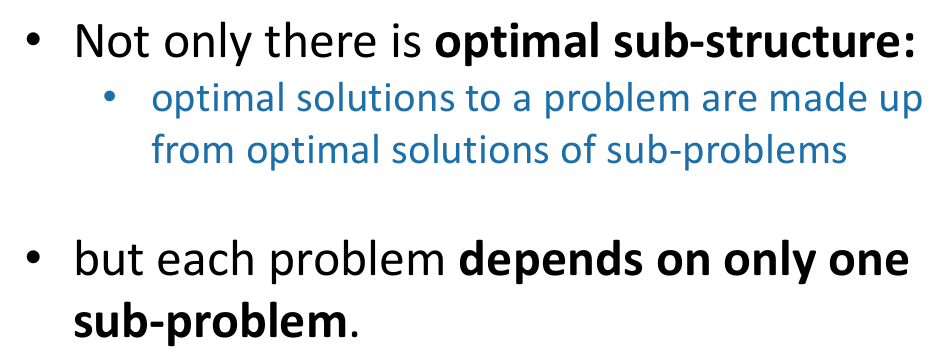 • Not only there is optimal sub-structure:
• optimal solutions to a problem are made up
from optimal solutions of sub-problems
• but each problem depends on only one
sub-problem.